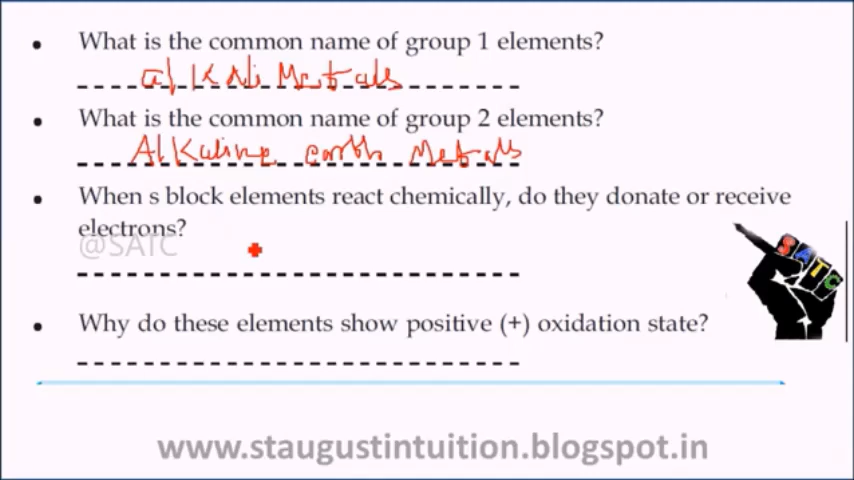 • What is the common name of group 1 elements?
alkali Metals
• What is the common name of group 2 elements?
Alkaline earth Metals
• When s block elements react chemically, do they donate or receive
electrons?
@SATC
SATC
• Why do these elements show positive (+) oxidation state?
www.staugustintuition.blogspot.in